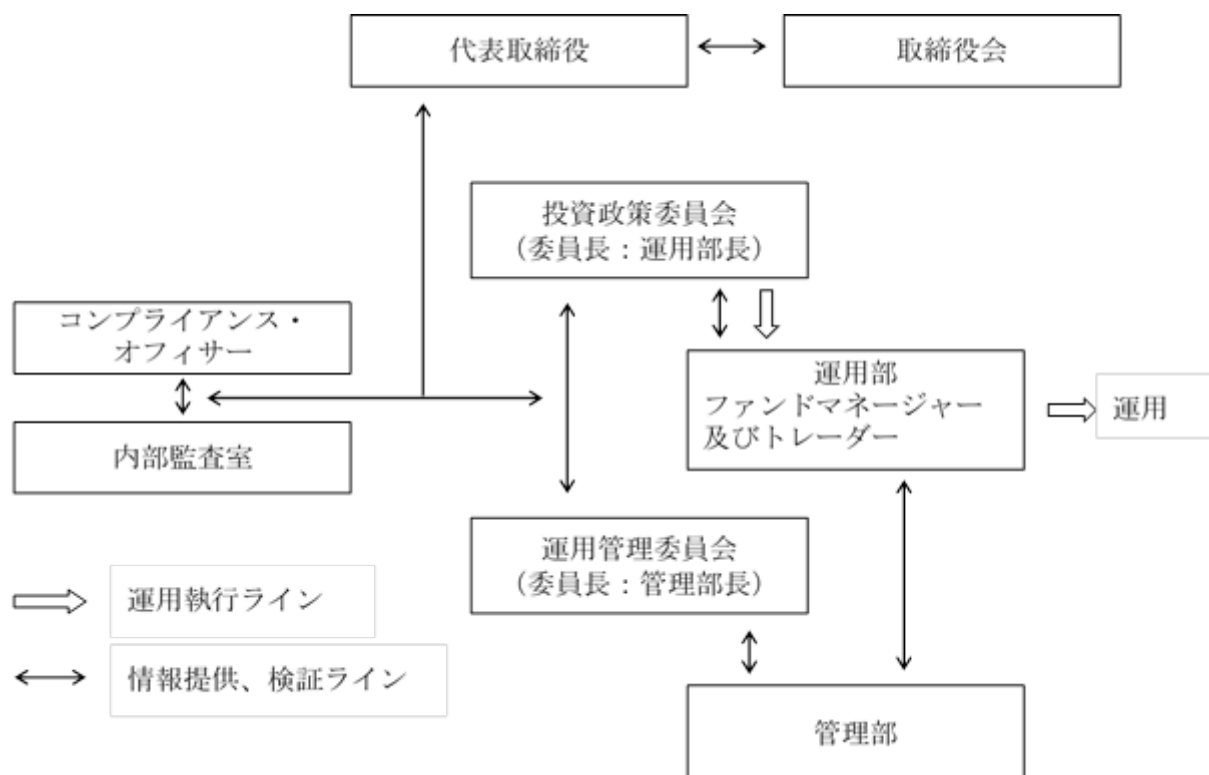 代表取締役
取締役会
投資政策委員会
（委員長：運用部長）
コンプライアンス・
オフィサー
運用部
ファンドマネージャー
及びトレーダー
運用
内部監査室
運用管理委員会
（委員長：管理部長）
運用執行ライン
情報提供、検証ライン
管理部